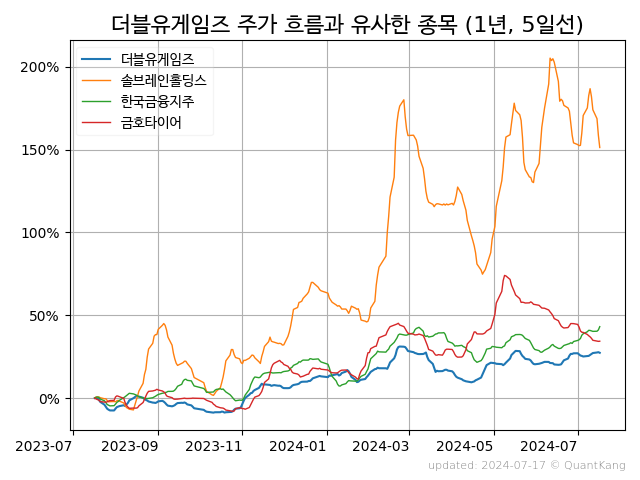 더블유게임즈 주가 흐름과 유사한 종목 (1년, 5일선)
더블유게임즈
솔브레인홀딩스
한국금융지주
금호타이어
200%
150%
100%
50%
0%
2023-07 2023-09 2023-11 2024-01 2024-03 2024-05 2024-07
updated: 2024-07-17 © QuantKang